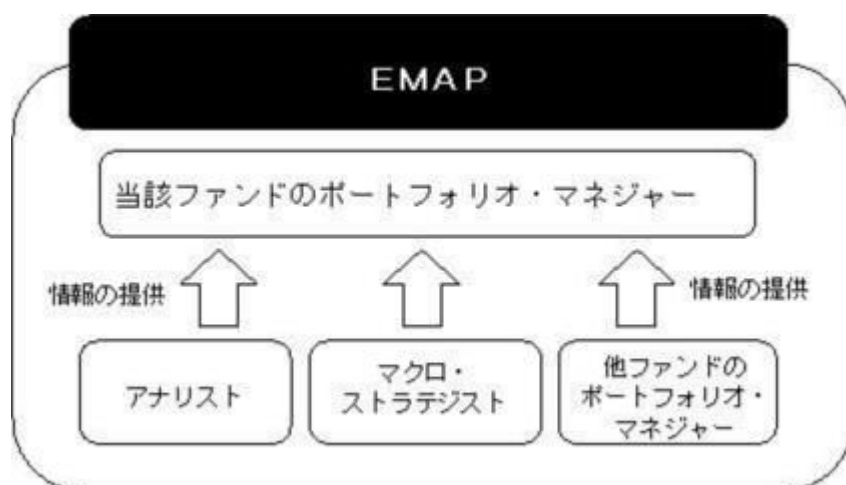 EMAP
当該ファンドのポートフォリオ・マネジャー
情報の提供
情報の提供
アナリスト
マクロ・
ストラテジスト
他ファンドの
ポートフォリオ・
マネジャー